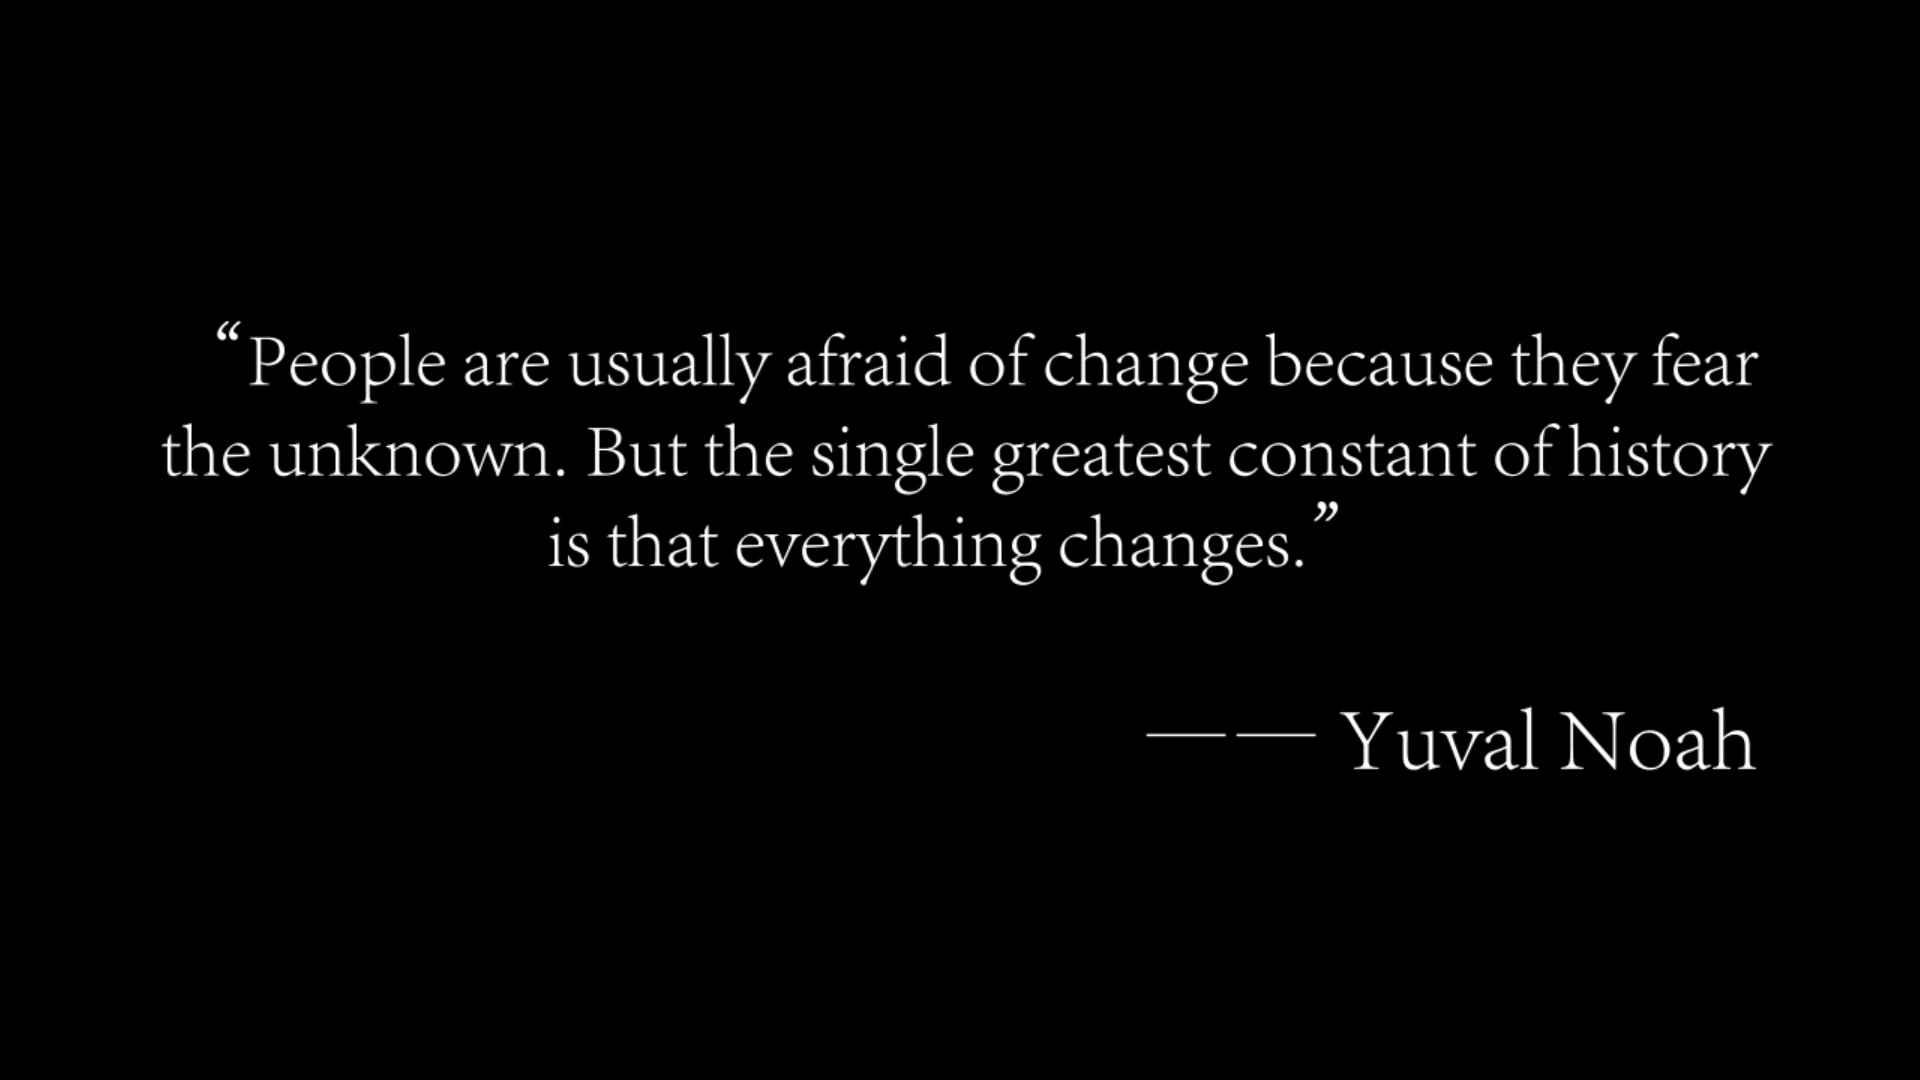 “People are usually afraid of change because they fear
the unknown. But the single greatest constant of history
is that everything changes.”
—— Yuval Noah